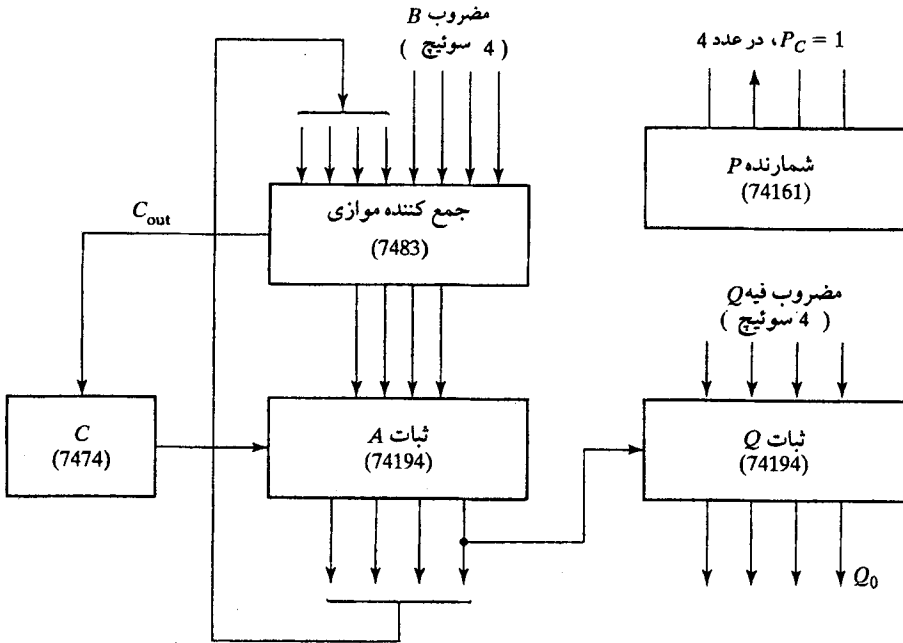 مضروب B
( 4 سوئیچ )
P_C = 1، در عدد 4
شمارنده P
(74161)
جمع کننده موازی
(7483)
C_out
مضروب فیه Q
( 4 سوئیچ )
C
(7474)
ثبات A
(74194)
ثبات Q
(74194)
Q_0